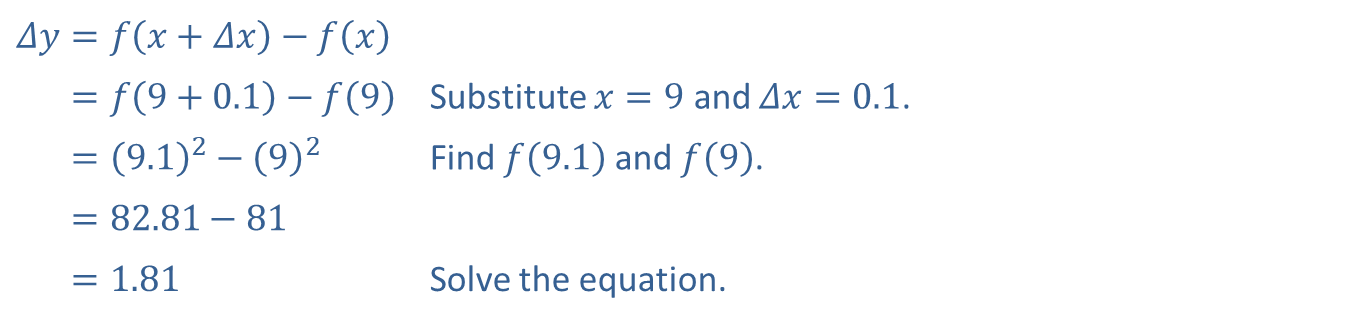 Δy = f(x + Δx) − f(x)
= f(9 + 0.1) − f(9) Substitute x = 9 and Δx = 0.1.
= (9.1)² − (9)² Find f(9.1) and f(9).
= 82.81 − 81
= 1.81 Solve the equation.